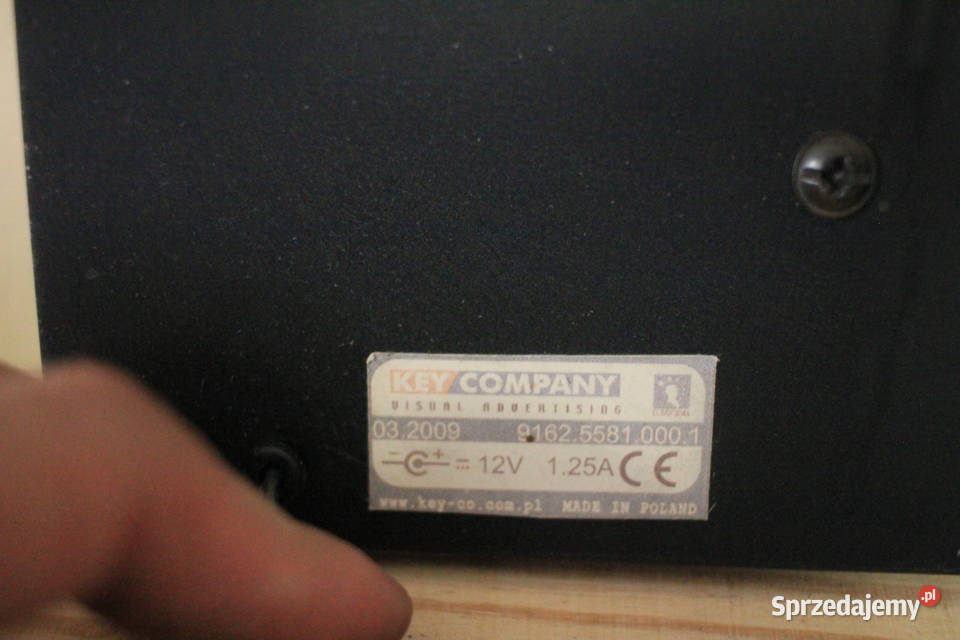 KEY COMPANY
VISUAL ADVERTISING
03.2009 9162.5581.000.1
- + 12V 1.25A CE
www.key-co.com.pl MADE IN POLAND
Sprzedajemy.pl